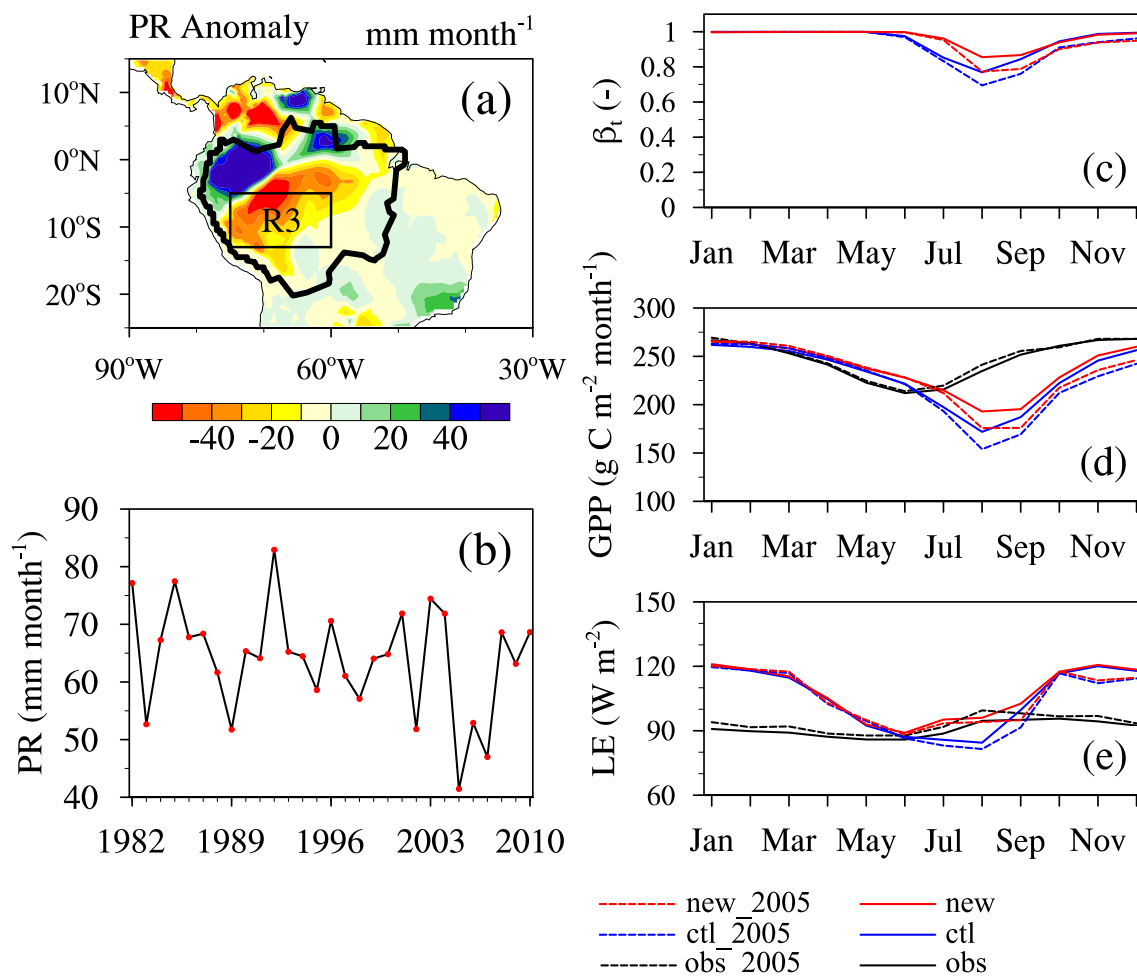 PR Anomaly mm month-1
(a)
10°N
0°N
10°S
20°S
R3
90°W 60°W 30°W
-40 -20 0 20 40
PR (mm month-1)
(b)
90
80
70
60
50
40
1982 1989 1996 2003 2010
βt (-)
(c)
1
0.8
0.6
0.4
0.2
0
Jan Mar May Jul Sep Nov
GPP (g C m-2 month-1)
(d)
300
250
200
150
100
Jan Mar May Jul Sep Nov
LE (W m-2)
(e)
150
120
90
60
Jan Mar May Jul Sep Nov
new_2005 new
ctl_2005 ctl
obs_2005 obs